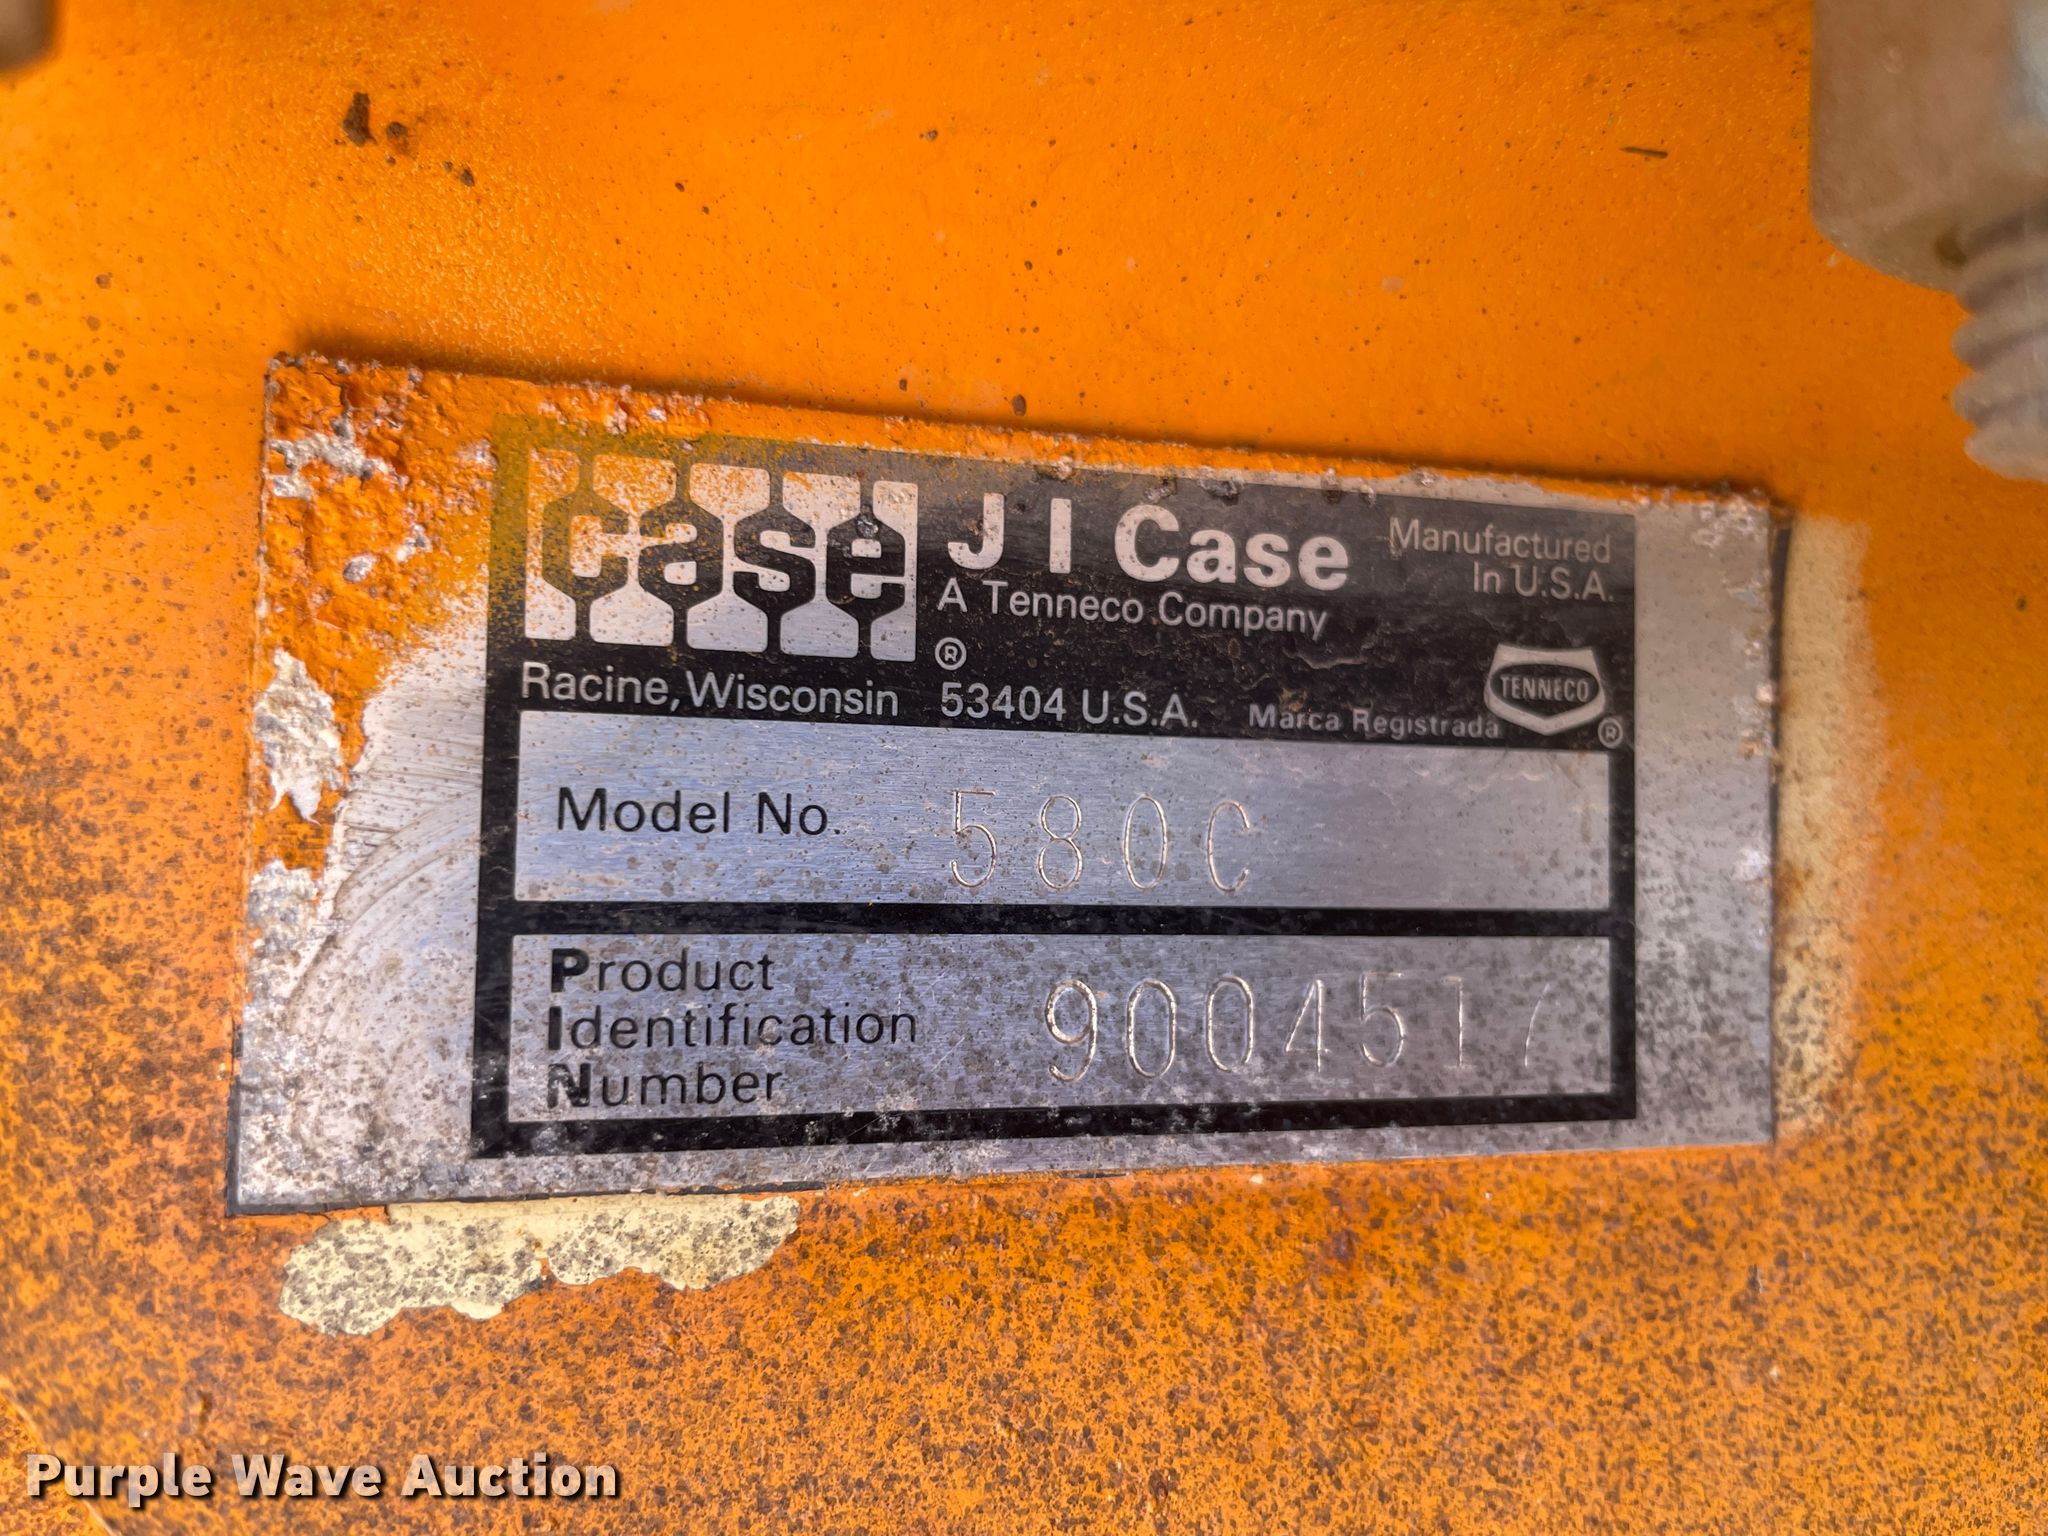 case ®
J I Case
A Tenneco Company
Manufactured
In U.S.A.
Racine, Wisconsin 53404 U.S.A. Marca Registrada
TENNECO ®
Model No. 580C
Product
Identification
Number
9004517
Purple Wave Auction